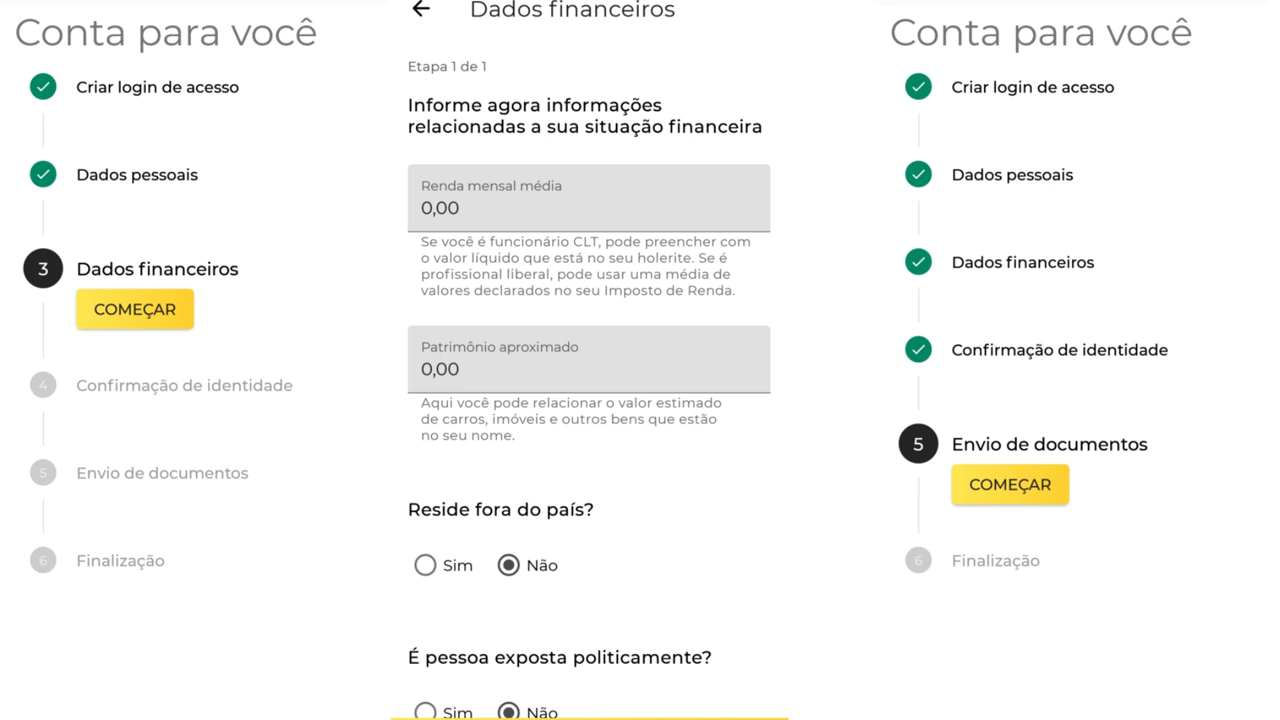 Conta para você
Criar login de acesso
Dados pessoais
3
Dados financeiros
COMEÇAR
4
Confirmação de identidade
5
Envio de documentos
6
Finalização
Dados financeiros
Etapa 1 de 1
Informe agora informações
relacionadas a sua situação financeira
Renda mensal média
0,00
Se você é funcionário CLT, pode preencher com
o valor líquido que está no seu holerite. Se é
profissional liberal, pode usar uma média de
valores declarados no seu Imposto de Renda.
Patrimônio aproximado
0,00
Aqui você pode relacionar o valor estimado
de carros, imóveis e outros bens que estão
no seu nome.
Reside fora do país?
Sim Não
É pessoa exposta politicamente?
Sim Não
Conta para você
Criar login de acesso
Dados pessoais
Dados financeiros
Confirmação de identidade
5
Envio de documentos
COMEÇAR
6
Finalização